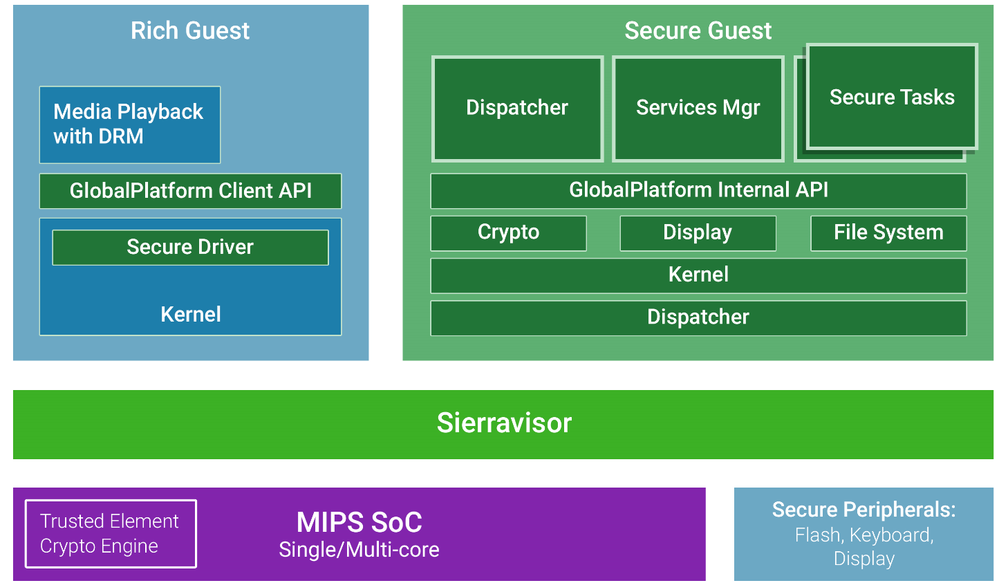 Rich Guest
Media Playback
with DRM
GlobalPlatform Client API
Secure Driver
Kernel
Secure Guest
Dispatcher
Services Mgr
Secure Tasks
GlobalPlatform Internal API
Crypto
Display
File System
Kernel
Dispatcher
Sierravisor
Trusted Element
Crypto Engine
MIPS SoC
Single/Multi-core
Secure Peripherals:
Flash, Keyboard,
Display